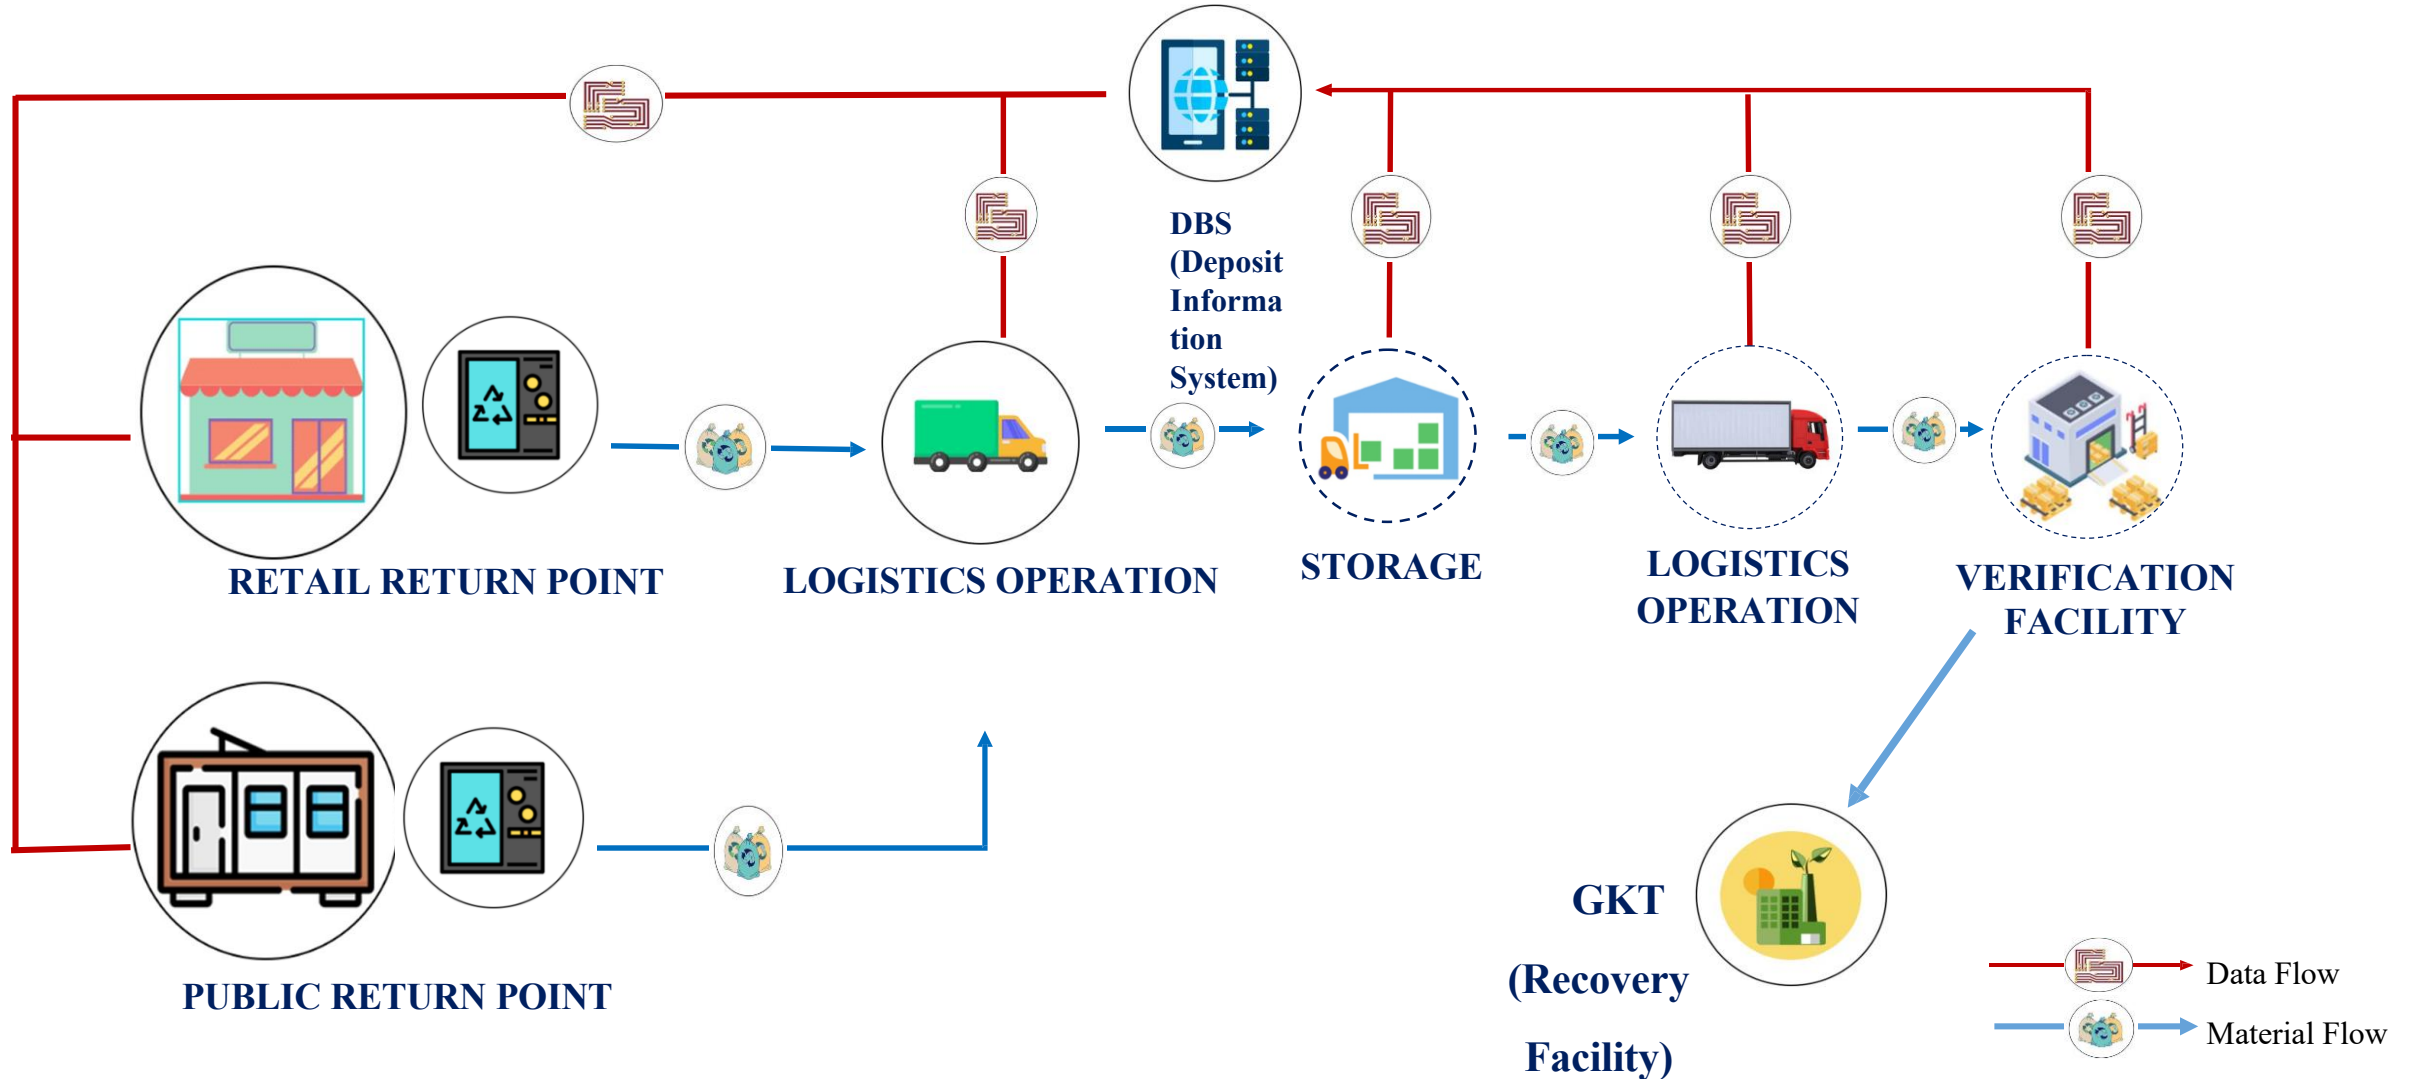 DBS
(Deposit
Informa
tion
System)
RETAIL RETURN POINT
LOGISTICS OPERATION
STORAGE
LOGISTICS
OPERATION
VERIFICATION
FACILITY
PUBLIC RETURN POINT
GKT
(Recovery
Facility)
Data Flow
Material Flow